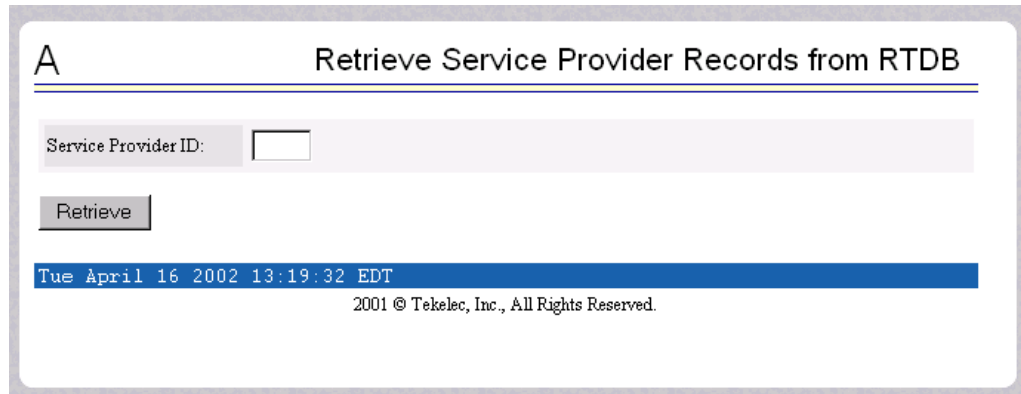 A Retrieve Service Provider Records from RTDB
Service Provider ID:
Retrieve
Tue April 16 2002 13:19:32 EDT
2001 © Tekelec, Inc., All Rights Reserved.